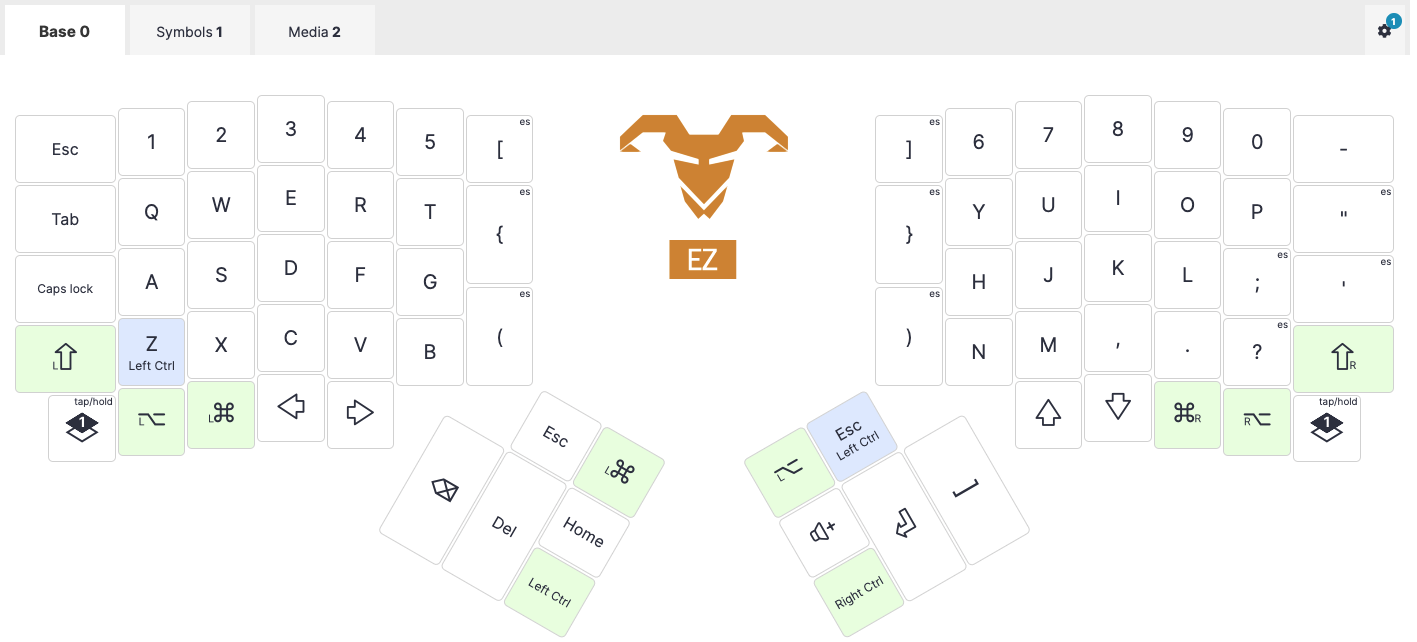 Base 0
Symbols 1
Media 2
1
Esc
1
2
3
4
5
es
[
es
]
6
7
8
9
0
-
Tab
Q
W
E
R
T
es
{
es
}
Y
U
I
O
P
es
"
Caps lock
A
S
D
F
G
es
(
es
)
H
J
K
L
es
;
es
'
L
Z
Left Ctrl
X
C
V
B
N
M
,
.
es
?
R
tap/hold
1
L
L
R
R
tap/hold
1
EZ
Esc
L
Del
Home
Left Ctrl
L
Esc
Left Ctrl
Right Ctrl